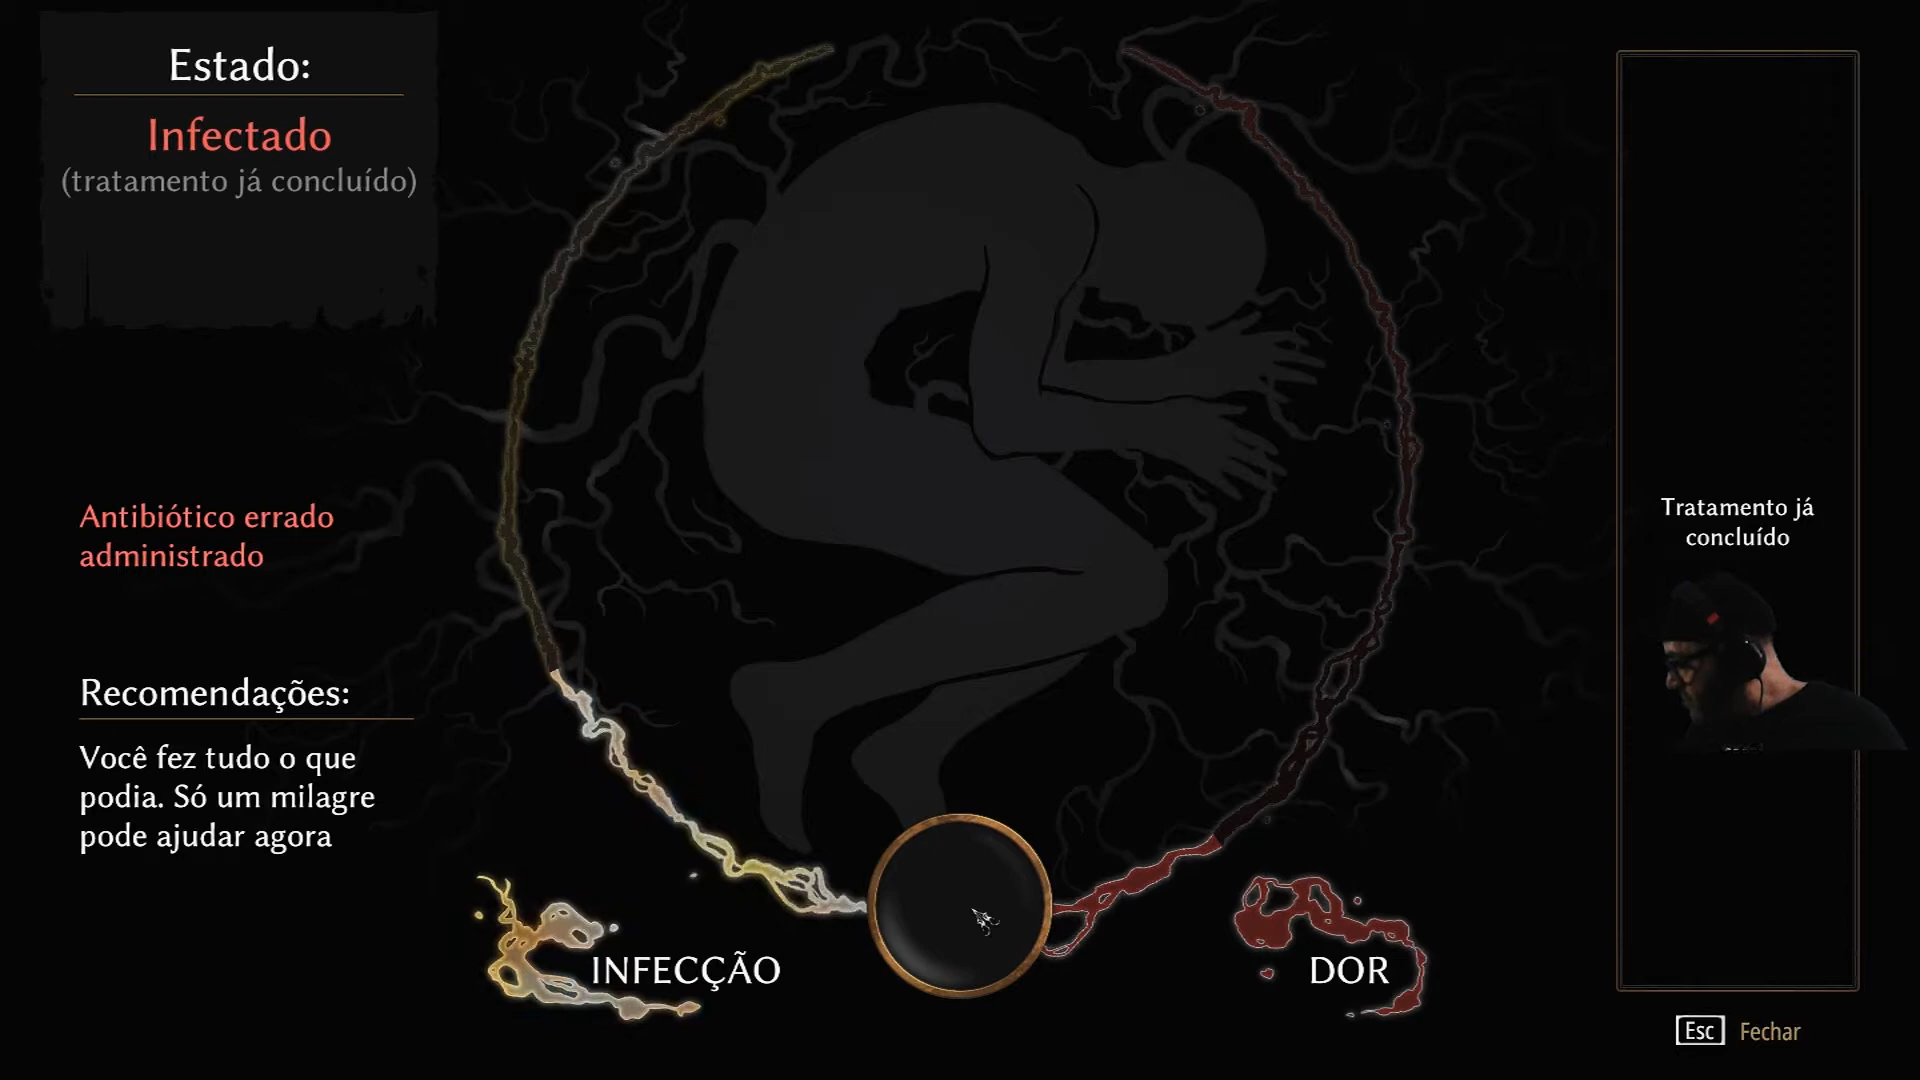 Estado:
Infectado
(tratamento já concluído)
Antibiótico errado
administrado
Recomendações:
Você fez tudo o que
podia. Só um milagre
pode ajudar agora
INFECÇÃO
DOR
Tratamento já
concluído
Esc Fechar